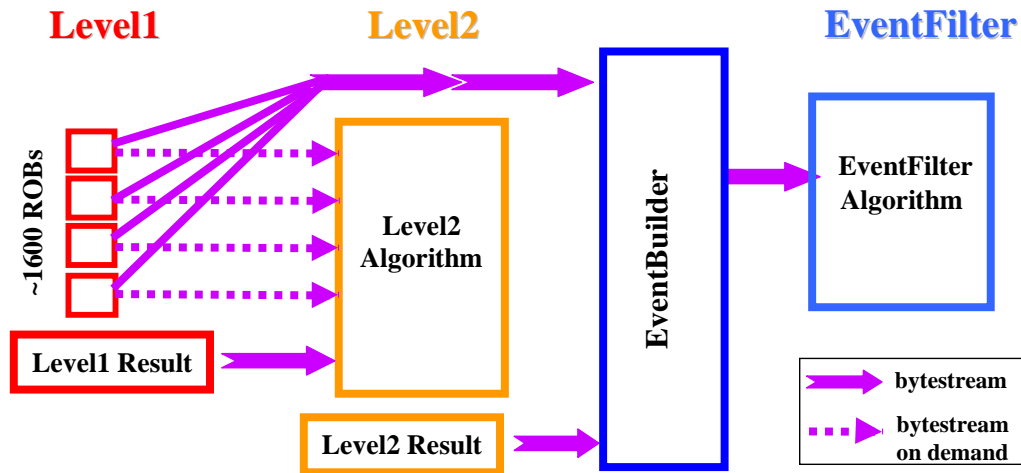 Level1
Level2
EventFilter
~1600 ROBs
Level2
Algorithm
EventBuilder
EventFilter
Algorithm
Level1 Result
Level2 Result
bytestream
bytestream
on demand